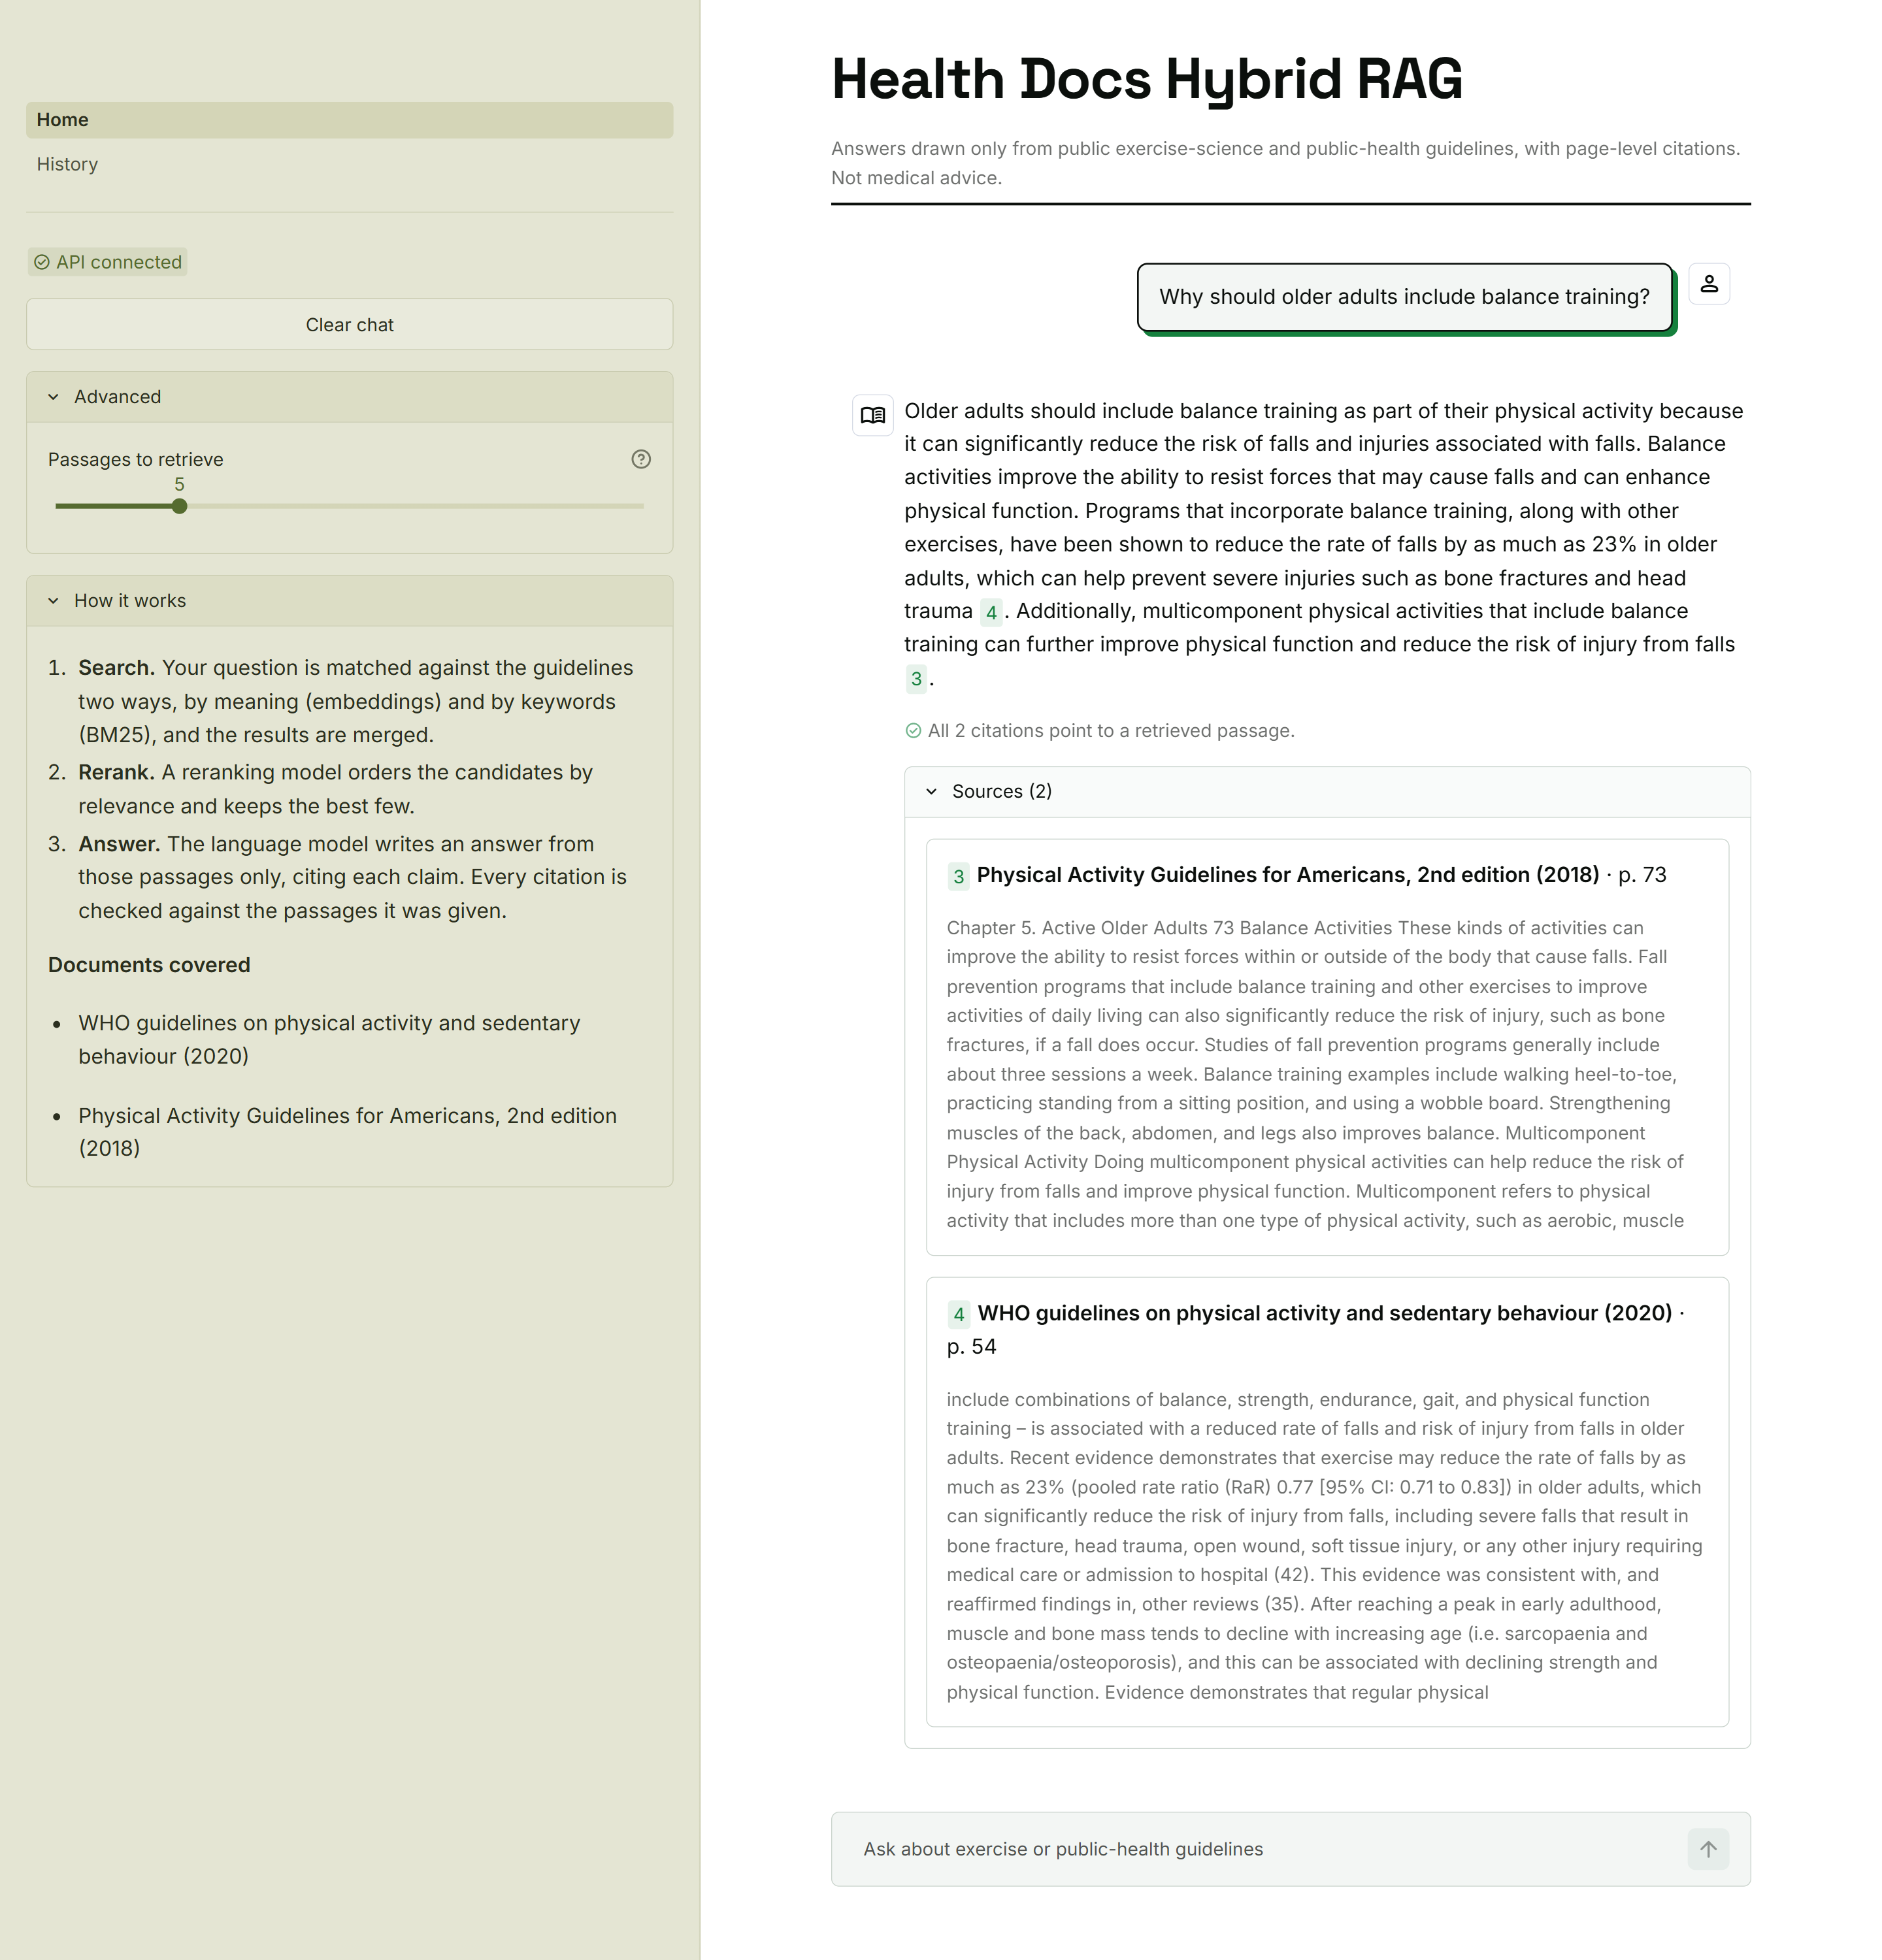 Home
History
API connected
Clear chat
Advanced
Passages to retrieve
5
How it works
1. Search. Your question is matched against the guidelines
two ways, by meaning (embeddings) and by keywords
(BM25), and the results are merged.
2. Rerank. A reranking model orders the candidates by
relevance and keeps the best few.
3. Answer. The language model writes an answer from
those passages only, citing each claim. Every citation is
checked against the passages it was given.
Documents covered
• WHO guidelines on physical activity and sedentary
behaviour (2020)
• Physical Activity Guidelines for Americans, 2nd edition
(2018)
Health Docs Hybrid RAG
Answers drawn only from public exercise-science and public-health guidelines, with page-level citations.
Not medical advice.
Why should older adults include balance training?
Older adults should include balance training as part of their physical activity because
it can significantly reduce the risk of falls and injuries associated with falls. Balance
activities improve the ability to resist forces that may cause falls and can enhance
physical function. Programs that incorporate balance training, along with other
exercises, have been shown to reduce the rate of falls by as much as 23% in older
adults, which can help prevent severe injuries such as bone fractures and head
trauma 4. Additionally, multicomponent physical activities that include balance
training can further improve physical function and reduce the risk of injury from falls
3.
All 2 citations point to a retrieved passage.
Sources (2)
3 Physical Activity Guidelines for Americans, 2nd edition (2018) · p. 73
Chapter 5. Active Older Adults 73 Balance Activities These kinds of activities can
improve the ability to resist forces within or outside of the body that cause falls. Fall
prevention programs that include balance training and other exercises to improve
activities of daily living can also significantly reduce the risk of injury, such as bone
fractures, if a fall does occur. Studies of fall prevention programs generally include
about three sessions a week. Balance training examples include walking heel-to-toe,
practicing standing from a sitting position, and using a wobble board. Strengthening
muscles of the back, abdomen, and legs also improves balance. Multicomponent
Physical Activity Doing multicomponent physical activities can help reduce the risk of
injury from falls and improve physical function. Multicomponent refers to physical
activity that includes more than one type of physical activity, such as aerobic, muscle
4 WHO guidelines on physical activity and sedentary behaviour (2020) ·
p. 54
include combinations of balance, strength, endurance, gait, and physical function
training – is associated with a reduced rate of falls and risk of injury from falls in older
adults. Recent evidence demonstrates that exercise may reduce the rate of falls by as
much as 23% (pooled rate ratio (RaR) 0.77 [95% CI: 0.71 to 0.83]) in older adults, which
can significantly reduce the risk of injury from falls, including severe falls that result in
bone fracture, head trauma, open wound, soft tissue injury, or any other injury requiring
medical care or admission to hospital (42). This evidence was consistent with, and
reaffirmed findings in, other reviews (35). After reaching a peak in early adulthood,
muscle and bone mass tends to decline with increasing age (i.e. sarcopaenia and
osteopaenia/osteoporosis), and this can be associated with declining strength and
physical function. Evidence demonstrates that regular physical
Ask about exercise or public-health guidelines